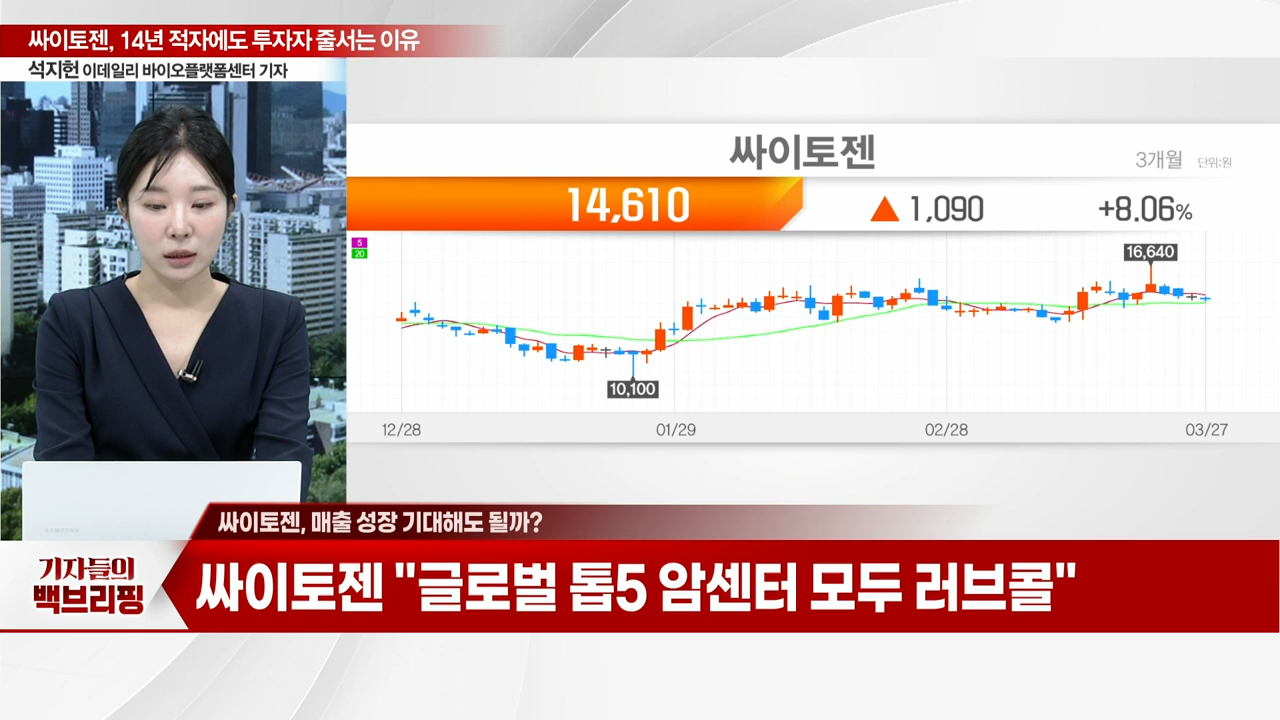 싸이토젠, 14년 적자에도 투자자 줄서는 이유
석지헌 이데일리 바이오플랫폼센터 기자
싸이토젠
3개월 단위:원
14,610 ▲ 1,090 +8.06%
5
20
16,640
10,100
12/28 01/29 02/28 03/27
싸이토젠, 매출 성장 기대해도 될까?
기자들의
백브리핑
싸이토젠 "글로벌 톱5 암센터 모두 러브콜"